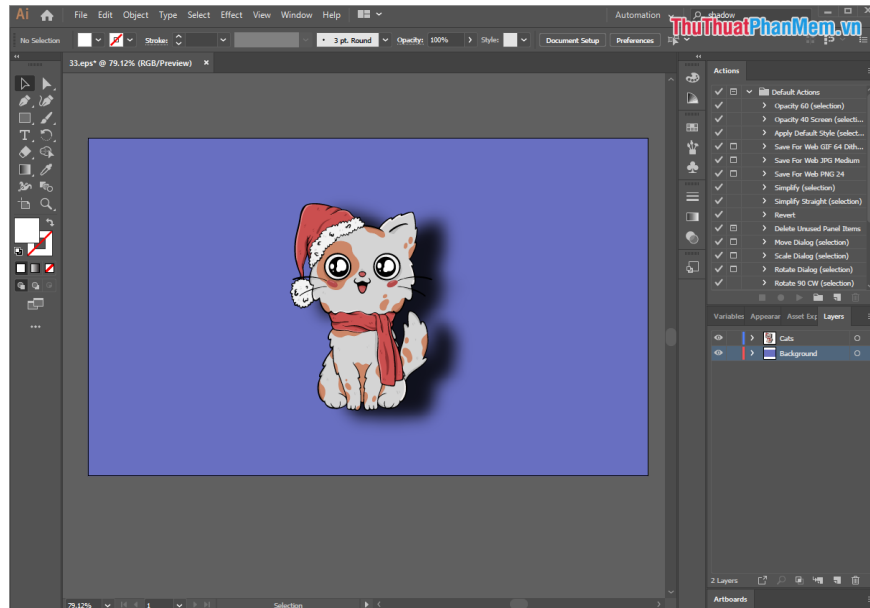 Ai File Edit Object Type Select Effect View Window Help Automation shadow
ThuThuatPhanMem.vn
No Selection Stroke: 3 pt. Round Opacity: 100% Style: Document Setup Preferences
33.eps* @ 79.12% (RGB/Preview) ×
Actions
Default Actions
Opacity 60 (selection)
Opacity 40 Screen (selecti...
Apply Default Style (select...
Save For Web GIF 64 Dith...
Save For Web JPG Medium
Save For Web PNG 24
Simplify (selection)
Simplify Straight (selection)
Revert
Delete Unused Panel Items
Move Dialog (selection)
Scale Dialog (selection)
Rotate Dialog (selection)
Rotate 90 CW (selection)
Variables Appearar Asset Exp Layers
Cats
Background
2 Layers
Artboards
79.12% 1 Selection